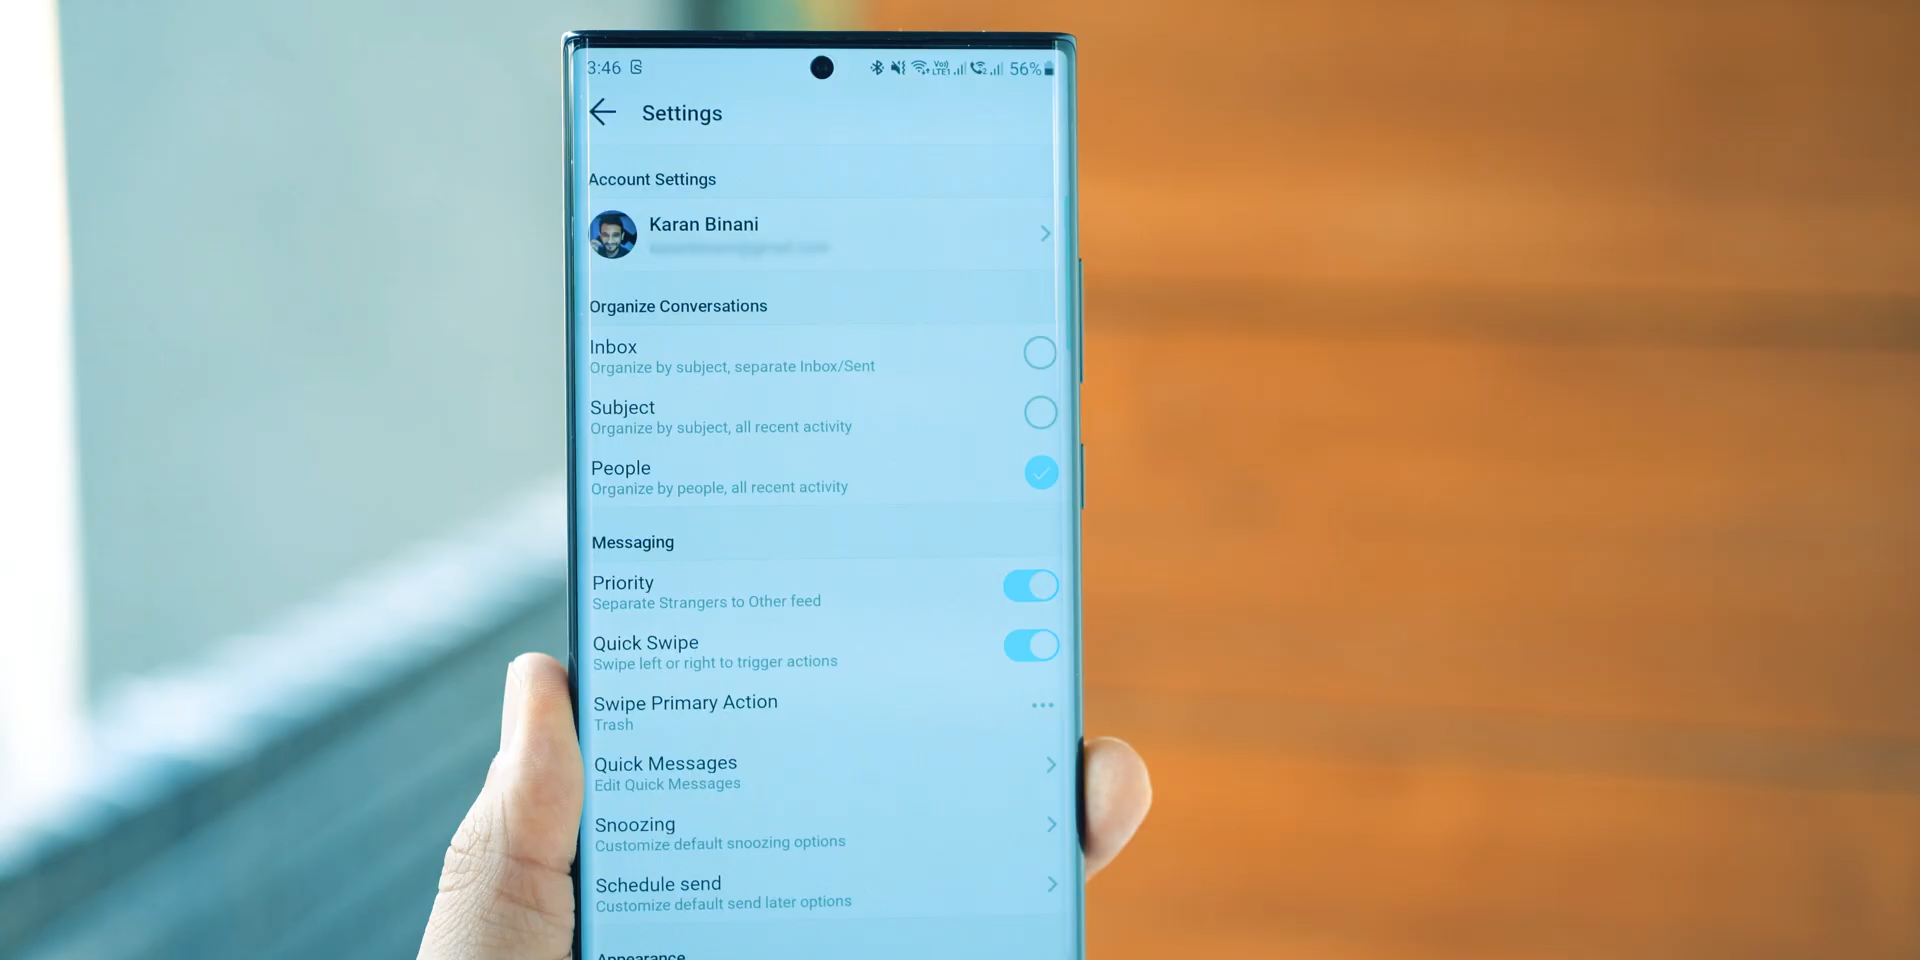 3:46 56%
Settings
Account Settings
Karan Binani
Organize Conversations
Inbox
Organize by subject, separate Inbox/Sent
Subject
Organize by subject, all recent activity
People
Organize by people, all recent activity
Messaging
Priority
Separate Strangers to Other feed
Quick Swipe
Swipe left or right to trigger actions
Swipe Primary Action
Trash
Quick Messages
Edit Quick Messages
Snoozing
Customize default snoozing options
Schedule send
Customize default send later options
Appearance